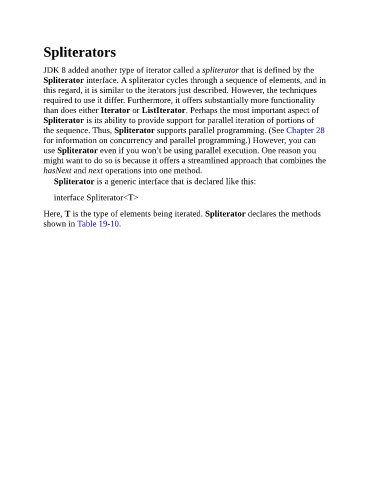 Spliterators
JDK 8 added another type of iterator called a spliterator that is defined by the
Spliterator interface. A spliterator cycles through a sequence of elements, and in
this regard, it is similar to the iterators just described. However, the techniques
required to use it differ. Furthermore, it offers substantially more functionality
than does either Iterator or ListIterator. Perhaps the most important aspect of
Spliterator is its ability to provide support for parallel iteration of portions of
the sequence. Thus, Spliterator supports parallel programming. (See Chapter 28
for information on concurrency and parallel programming.) However, you can
use Spliterator even if you won’t be using parallel execution. One reason you
might want to do so is because it offers a streamlined approach that combines the
hasNext and next operations into one method.
Spliterator is a generic interface that is declared like this:
interface Spliterator<T>
Here, T is the type of elements being iterated. Spliterator declares the methods
shown in Table 19-10.